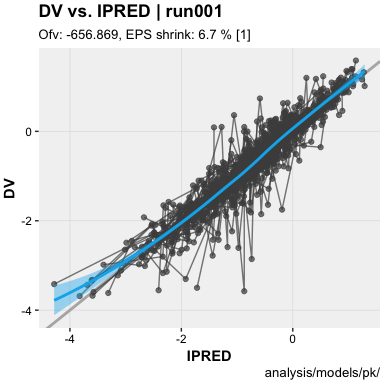 DV vs. IPRED | run001
Ofv: -656.869, EPS shrink: 6.7 % [1]
DV
0
-2
-4
-4
-2
0
IPRED
analysis/models/pk/